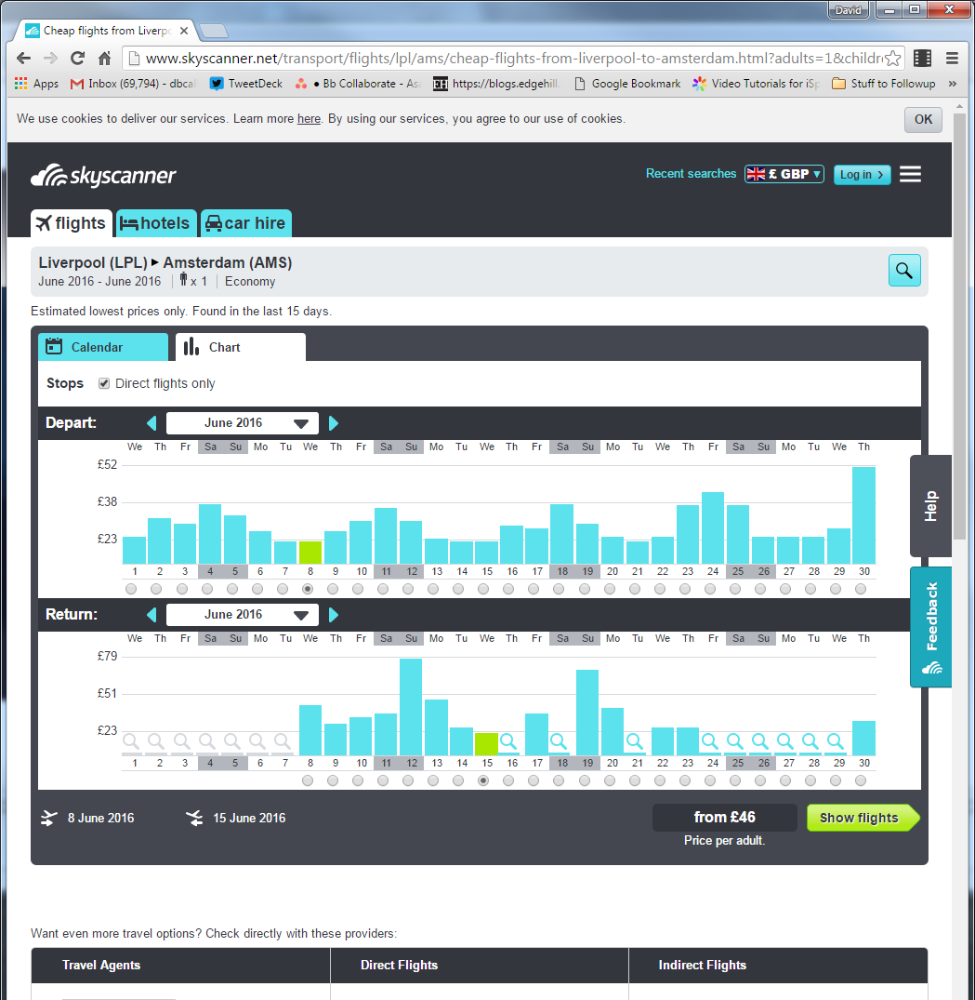 David
Cheap flights from Liverpo
www.skyscanner.net/transport/flights/lpl/ams/cheap-flights-from-liverpool-to-amsterdam.html?adults=1&childre
Apps Inbox (69,794) - dbca TweetDeck • Bb Collaborate - As https://blogs.edgehill. Google Bookmark Video Tutorials for iSp Stuff to Followup »
We use cookies to deliver our services. Learn more here. By using our services, you agree to our use of cookies. OK
skyscanner Recent searches £ GBP Log in
flights hotels car hire
Liverpool (LPL) ▸ Amsterdam (AMS)
June 2016 - June 2016 x 1 Economy
Estimated lowest prices only. Found in the last 15 days.
Calendar Chart
Stops Direct flights only
Depart: June 2016
We Th Fr Sa Su Mo Tu We Th Fr Sa Su Mo Tu We Th Fr Sa Su Mo Tu We Th Fr Sa Su Mo Tu We Th
£52
£38
£23
1 2 3 4 5 6 7 8 9 10 11 12 13 14 15 16 17 18 19 20 21 22 23 24 25 26 27 28 29 30
Help
Return: June 2016
We Th Fr Sa Su Mo Tu We Th Fr Sa Su Mo Tu We Th Fr Sa Su Mo Tu We Th Fr Sa Su Mo Tu We Th
£79
£51
£23
1 2 3 4 5 6 7 8 9 10 11 12 13 14 15 16 17 18 19 20 21 22 23 24 25 26 27 28 29 30
Feedback
8 June 2016 15 June 2016 from £46 Show flights
Price per adult.
Want even more travel options? Check directly with these providers:
Travel Agents Direct Flights Indirect Flights